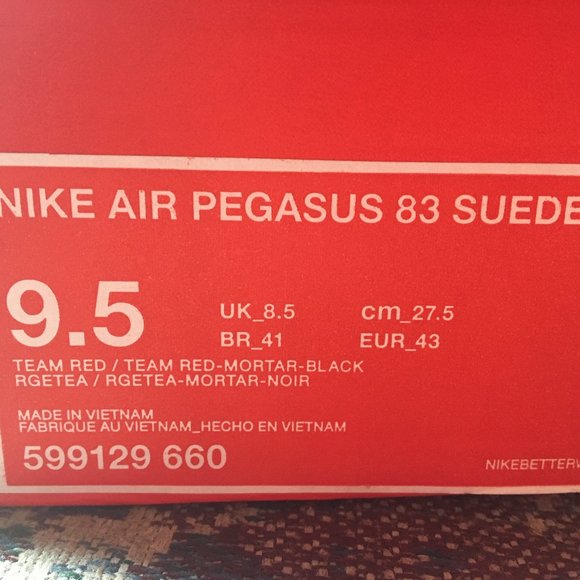 NIKE AIR PEGASUS 83 SUEDE
9.5
UK_8.5 cm_27.5
BR_41 EUR_43
TEAM RED / TEAM RED-MORTAR-BLACK
RGETEA / RGETEA-MORTAR-NOIR
MADE IN VIETNAM
FABRIQUE AU VIETNAM_HECHO EN VIETNAM
599129 660
NIKEBETTERW